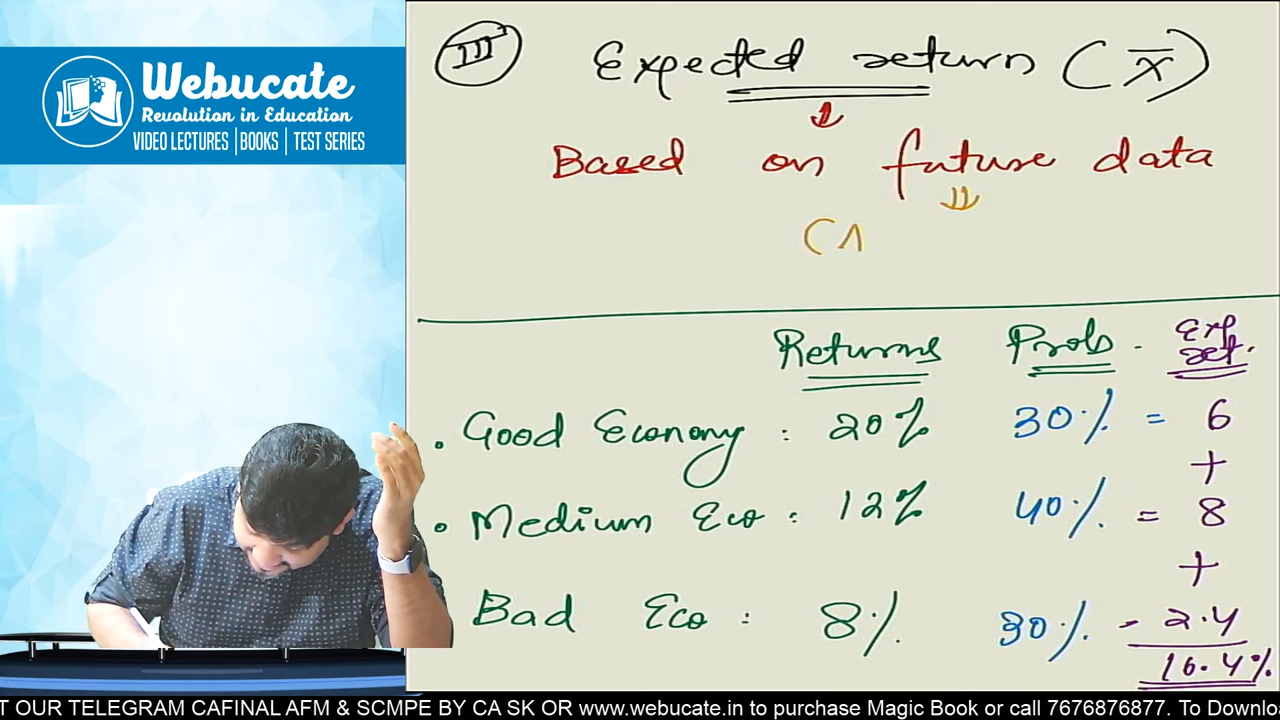 Webucate
Revolution in Education
VIDEO LECTURES | BOOKS | TEST SERIES
III Expected return (x̄)
Based on future data
(A
Returns Prob. Exp ret.
. Good Economy : 20% 30% = 6
+
. Medium Eco : 12% 40% = 8
+
Bad Eco : 8% 30% - 2.4
16.4%
T OUR TELEGRAM CAFINAL AFM & SCMPE BY CA SK OR www.webucate.in to purchase Magic Book or call 7676876877. To Downlo